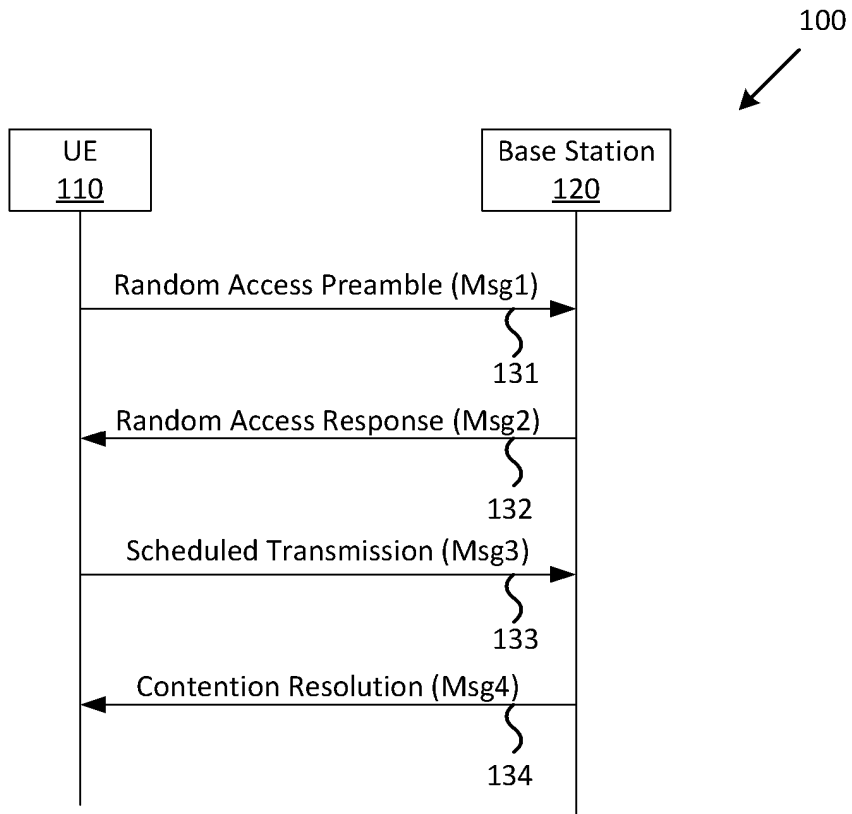 100
UE
110
Base Station
120
Random Access Preamble (Msg1)
131
Random Access Response (Msg2)
132
Scheduled Transmission (Msg3)
133
Contention Resolution (Msg4)
134